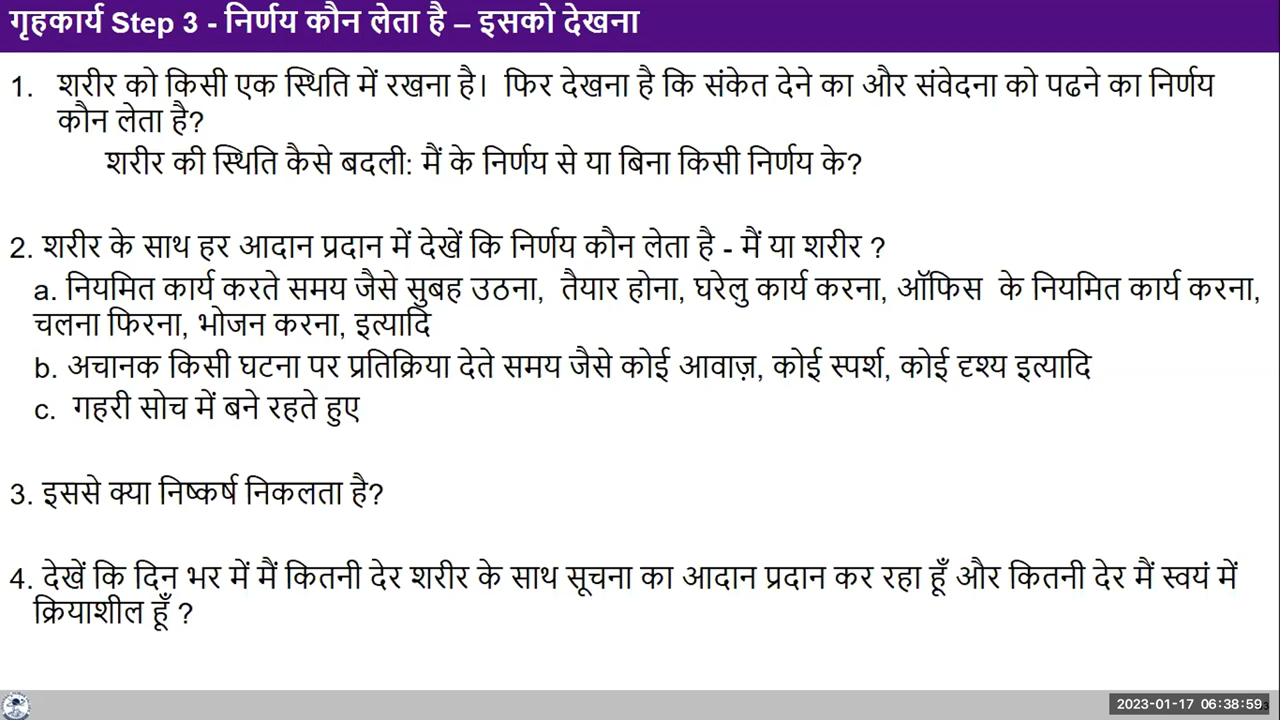 गृहकार्य Step 3 - निर्णय कौन लेता है – इसको देखना
1. शरीर को किसी एक स्थिति में रखना है। फिर देखना है कि संकेत देने का और संवेदना को पढने का निर्णय
कौन लेता है?
शरीर की स्थिति कैसे बदली: मैं के निर्णय से या बिना किसी निर्णय के?
2. शरीर के साथ हर आदान प्रदान में देखें कि निर्णय कौन लेता है - मैं या शरीर ?
a. नियमित कार्य करते समय जैसे सुबह उठना, तैयार होना, घरेलु कार्य करना, ऑफिस के नियमित कार्य करना,
चलना फिरना, भोजन करना, इत्यादि
b. अचानक किसी घटना पर प्रतिक्रिया देते समय जैसे कोई आवाज़, कोई स्पर्श, कोई दृश्य इत्यादि
c. गहरी सोच में बने रहते हुए
3. इससे क्या निष्कर्ष निकलता है?
4. देखें कि दिन भर में मैं कितनी देर शरीर के साथ सूचना का आदान प्रदान कर रहा हूँ और कितनी देर मैं स्वयं में
क्रियाशील हूँ ?
2023-01-17 06:38:59